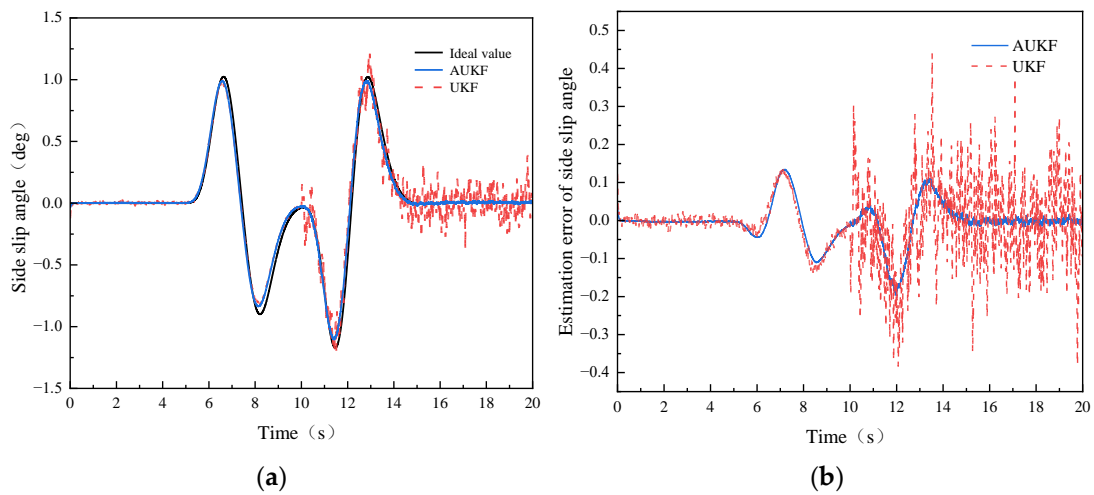 1.5
1.0
0.5
0.0
−0.5
−1.0
−1.5
Side slip angle（deg）
Ideal value
AUKF
UKF
0 2 4 6 8 10 12 14 16 18 20
Time（s）
(a)
0.5
0.4
0.3
0.2
0.1
0.0
−0.1
−0.2
−0.3
−0.4
Estimation error of side slip angle
AUKF
UKF
0 2 4 6 8 10 12 14 16 18 20
Time（s）
(b)